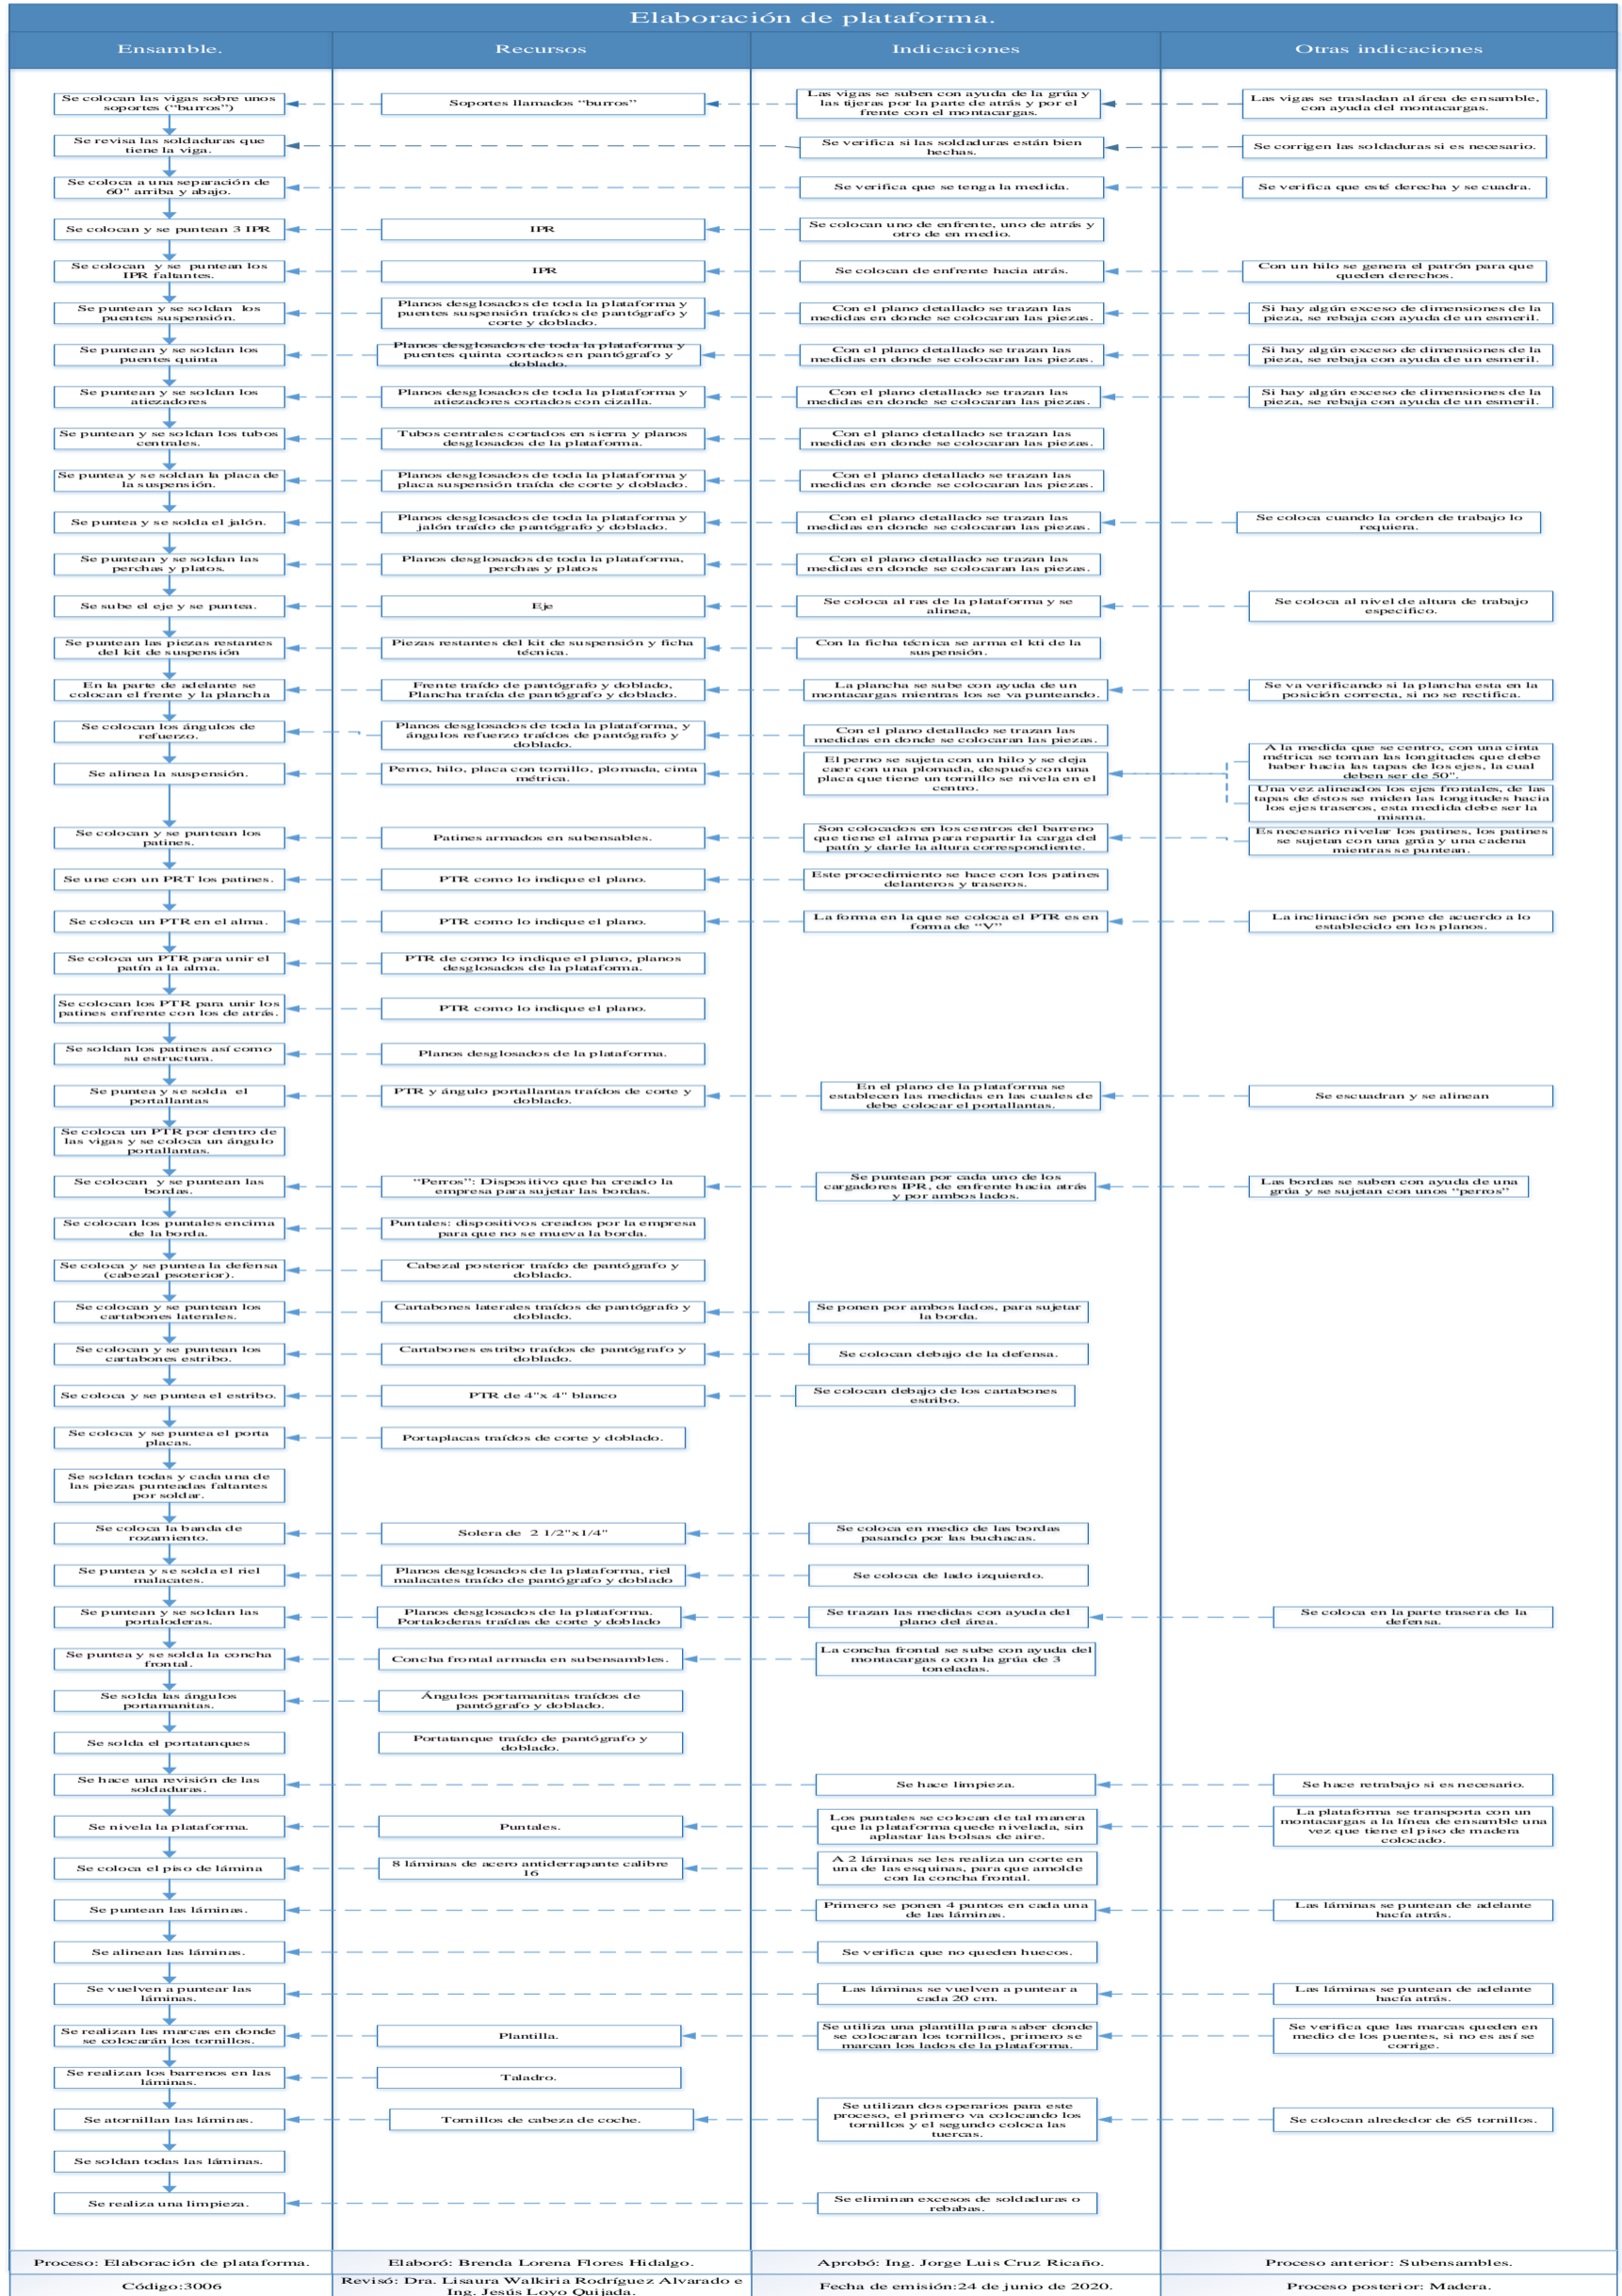 Elaboración de plataforma.
Ensamble.
Recursos
Indicaciones
Otras indicaciones
Se colocan las vigas sobre unos
soportes (“burros”)
Soportes llamados “burros”
Las vigas se suben con ayuda de la grúa y
las tijeras por la parte de atrás y por el
frente con el montacargas.
Las vigas se trasladan al área de ensamble,
con ayuda del montacargas.
Se revisa las soldaduras que
tiene la viga.
Se verifica si las soldaduras están bien
hechas.
Se corrigen las soldaduras si es necesario.
Se coloca a una separación de
60" arriba y abajo.
Se verifica que se tenga la medida.
Se verifica que esté derecha y se cuadra.
Se colocan y se puntean 3 IPR
IPR
Se colocan uno de enfrente, uno de atrás y
otro de en medio.
Se colocan y se puntean los
IPR faltantes.
IPR
Se colocan de enfrente hacia atrás.
Con un hilo se genera el patrón para que
queden derechos.
Se puntean y se soldan los
puentes suspensión.
Planos desglosados de toda la plataforma y
puentes suspensión traídos de pantógrafo y
corte y doblado.
Con el plano detallado se trazan las
medidas en donde se colocaran las piezas.
Si hay algún exceso de dimensiones de la
pieza, se rebaja con ayuda de un esmeril.
Se puntean y se soldan los
puentes quinta
Planos desglosados de toda la plataforma y
puentes quinta cortados en pantógrafo y
doblado.
Con el plano detallado se trazan las
medidas en donde se colocaran las piezas.
Si hay algún exceso de dimensiones de la
pieza, se rebaja con ayuda de un esmeril.
Se puntean y se soldan los
atiezadores
Planos desglosados de toda la plataforma y
atiezadores cortados con cizalla.
Con el plano detallado se trazan las
medidas en donde se colocaran las piezas.
Si hay algún exceso de dimensiones de la
pieza, se rebaja con ayuda de un esmeril.
Se puntean y se soldan los tubos
centrales.
Tubos centrales cortados en sierra y planos
desglosados de la plataforma.
Con el plano detallado se trazan las
medidas en donde se colocaran las piezas.
Se puntea y se soldan la placa de
la suspensión.
Planos desglosados de toda la plataforma y
placa suspensión traída de corte y doblado.
Con el plano detallado se trazan las
medidas en donde se colocaran las piezas.
Se puntea y se solda el jalón.
Planos desglosados de toda la plataforma y
jalón traído de pantógrafo y doblado.
Con el plano detallado se trazan las
medidas en donde se colocaran las piezas.
Se coloca cuando la orden de trabajo lo
requiera.
Se puntean y se soldan las
perchas y platos.
Planos desglosados de toda la plataforma,
perchas y platos
Con el plano detallado se trazan las
medidas en donde se colocaran las piezas.
Se sube el eje y se puntea.
Eje
Se coloca al ras de la plataforma y se
alinea,
Se coloca al nivel de altura de trabajo
especifico.
Se puntean las piezas restantes
del kit de suspensión
Piezas restantes del kit de suspensión y ficha
técnica.
Con la ficha técnica se arma el kti de la
suspensión.
En la parte de adelante se
colocan el frente y la plancha
Frente traído de pantógrafo y doblado,
Plancha traída de pantógrafo y doblado.
La plancha se sube con ayuda de un
montacargas mientras los se va punteando.
Se va verificando si la plancha esta en la
posición correcta, si no se rectifica.
Se colocan los ángulos de
refuerzo.
Planos desglosados de toda la plataforma, y
ángulos refuerzo traídos de pantógrafo y
doblado.
Con el plano detallado se trazan las
medidas en donde se colocaran las piezas.
Se alinea la suspensión.
Perno, hilo, placa con tornillo, plomada, cinta
métrica.
El perno se sujeta con un hilo y se deja
caer con una plomada, después con una
placa que tiene un tornillo se nivela en el
centro.
A la medida que se centro, con una cinta
métrica se toman las longitudes que debe
haber hacia las tapas de los ejes, la cual
deben ser de 50".
Una vez alineados los ejes frontales, de las
tapas de éstos se miden las longitudes hacia
los ejes traseros, esta medida debe ser la
misma.
Se colocan y se puntean los
patines.
Patines armados en subensables.
Son colocados en los centros del barreno
que tiene el alma para repartir la carga del
patín y darle la altura correspondiente.
Es necesario nivelar los patines, los patines
se sujetan con una grúa y una cadena
mientras se puntean.
Se une con un PRT los patines.
PTR como lo indique el plano.
Este procedimiento se hace con los patines
delanteros y traseros.
Se coloca un PTR en el alma.
PTR como lo indique el plano.
La forma en la que se coloca el PTR es en
forma de “V”
La inclinación se pone de acuerdo a lo
establecido en los planos.
Se coloca un PTR para unir el
patín a la alma.
PTR de como lo indique el plano, planos
desglosados de la plataforma.
Se colocan los PTR para unir los
patines enfrente con los de atrás.
PTR como lo indique el plano.
Se soldan los patines así como
su estructura.
Planos desglosados de la plataforma.
Se puntea y se solda el
portallantas
PTR y ángulo portallantas traídos de corte y
doblado.
En el plano de la plataforma se
establecen las medidas en las cuales de
debe colocar el portallantas.
Se escuadran y se alinean
Se coloca un PTR por dentro de
las vigas y se coloca un ángulo
portallantas.
Se colocan y se puntean las
bordas.
“Perros”: Dispositivo que ha creado la
empresa para sujetar las bordas.
Se puntean por cada uno de los
cargadores IPR, de enfrente hacia atrás
y por ambos lados.
Las bordas se suben con ayuda de una
grúa y se sujetan con unos “perros”
Se colocan los puntales encima
de la borda.
Puntales: dispositivos creados por la empresa
para que no se mueva la borda.
Se coloca y se puntea la defensa
(cabezal psoterior).
Cabezal posterior traído de pantógrafo y
doblado.
Se colocan y se puntean los
cartabones laterales.
Cartabones laterales traídos de pantógrafo y
doblado.
Se ponen por ambos lados, para sujetar
la borda.
Se colocan y se puntean los
cartabones estribo.
Cartabones estribo traídos de pantógrafo y
doblado.
Se colocan debajo de la defensa.
Se coloca y se puntea el estribo.
PTR de 4"x 4" blanco
Se colocan debajo de los cartabones
estribo.
Se coloca y se puntea el porta
placas.
Portaplacas traídos de corte y doblado.
Se soldan todas y cada una de
las piezas punteadas faltantes
por soldar.
Se coloca la banda de
rozamiento.
Solera de 2 1/2"x1/4"
Se coloca en medio de las bordas
pasando por las buchacas.
Se puntea y se solda el riel
malacates.
Planos desglosados de la plataforma, riel
malacates traído de pantógrafo y doblado
Se coloca de lado izquierdo.
Se puntean y se soldan las
portaloderas.
Planos desglosados de la plataforma.
Portaloderas traídas de corte y doblado
Se trazan las medidas con ayuda del
plano del área.
Se coloca en la parte trasera de la
defensa.
Se puntea y se solda la concha
frontal.
Concha frontal armada en subensambles.
La concha frontal se sube con ayuda del
montacargas o con la grúa de 3
toneladas.
Se solda las ángulos
portamanitas.
Ángulos portamanitas traídos de
pantógrafo y doblado.
Se solda el portatanques
Portatanque traído de pantógrafo y
doblado.
Se hace una revisión de las
soldaduras.
Se hace limpieza.
Se hace retrabajo si es necesario.
Se nivela la plataforma.
Puntales.
Los puntales se colocan de tal manera
que la plataforma quede nivelada, sin
aplastar las bolsas de aire.
La plataforma se transporta con un
montacargas a la línea de ensamble una
vez que tiene el piso de madera
colocado.
Se coloca el piso de lámina
8 láminas de acero antiderrapante calibre
16
A 2 láminas se les realiza un corte en
una de las esquinas, para que amolde
con la concha frontal.
Se puntean las láminas.
Primero se ponen 4 puntos en cada una
de las láminas.
Las láminas se puntean de adelante
hacía atrás.
Se alinean las láminas.
Se verifica que no queden huecos.
Se vuelven a puntear las
láminas.
Las láminas se vuelven a puntear a
cada 20 cm.
Las láminas se puntean de adelante
hacía atrás.
Se realizan las marcas en donde
se colocarán los tornillos.
Plantilla.
Se utiliza una plantilla para saber donde
se colocaran los tornillos, primero se
marcan los lados de la plataforma.
Se verifica que las marcas queden en
medio de los puentes, si no es así se
corrige.
Se realizan los barrenos en las
láminas.
Taladro.
Se atornillan las láminas.
Tornillos de cabeza de coche.
Se utilizan dos operarios para este
proceso, el primero va colocando los
tornillos y el segundo coloca las
tuercas.
Se colocan alrededor de 65 tornillos.
Se soldan todas las láminas.
Se realiza una limpieza.
Se eliminan excesos de soldaduras o
rebabas.
Proceso: Elaboración de plataforma.
Elaboró: Brenda Lorena Flores Hidalgo.
Aprobó: Ing. Jorge Luis Cruz Ricaño.
Proceso anterior: Subensambles.
Código:3006
Revisó: Dra. Lisaura Walkiria Rodríguez Alvarado e
Ing. Jesús Loyo Quijada.
Fecha de emisión:24 de junio de 2020.
Proceso posterior: Madera.